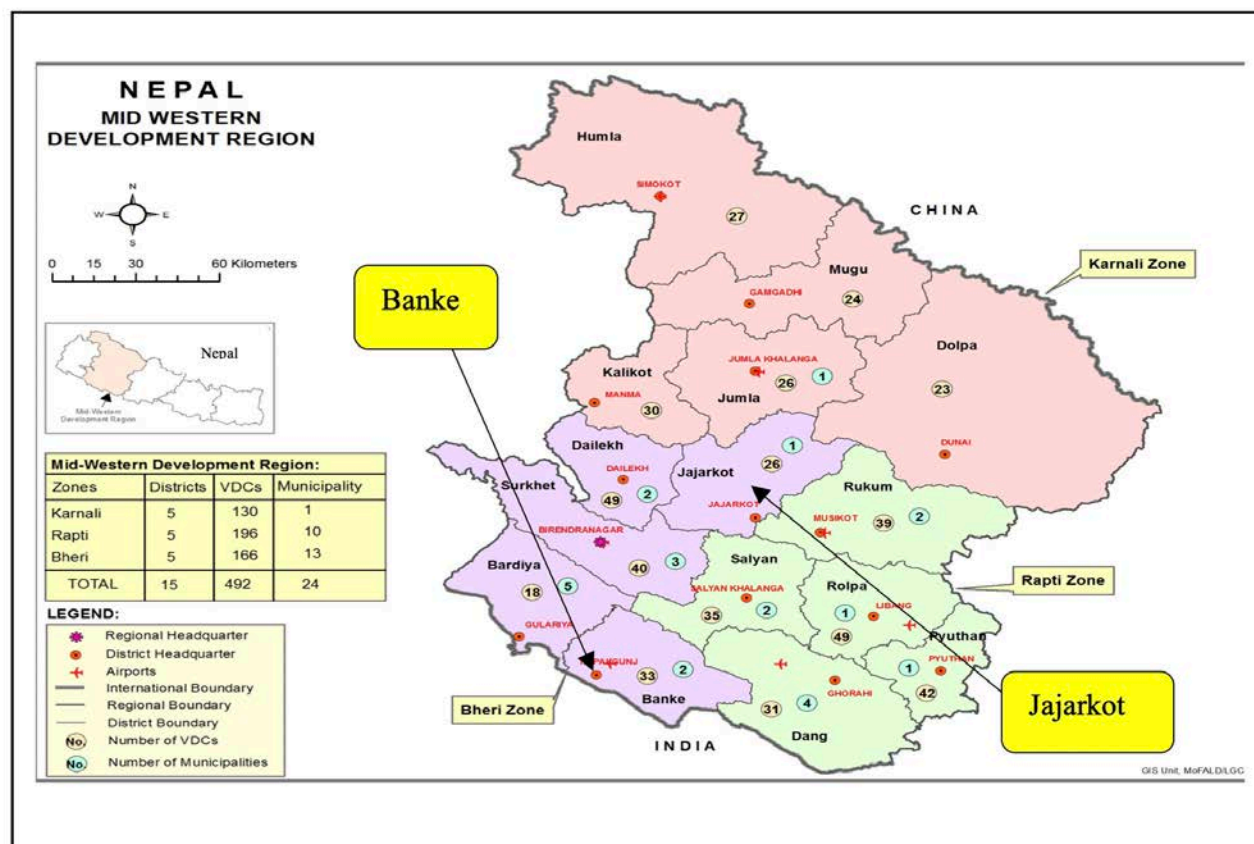 NEPAL
MID WESTERN
DEVELOPMENT REGION
N
W E
S
0 15 30 60 Kilometers
Nepal
Mid-Western
Development Region
Mid-Western Development Region:
Zones Districts VDCs Municipality
Karnali 5 130 1
Rapti 5 196 10
Bheri 5 166 13
TOTAL 15 492 24
LEGEND:
Regional Headquarter
District Headquarter
Airports
International Boundary
Regional Boundary
District Boundary
No. Number of VDCs
No. Number of Municipalities
Humla
SIMOKOT
27
CHINA
Karnali Zone
Mugu
GAMGADHI
24
Banke
Dolpa
23
DUNAI
JUMLA KHALANGA
26 1
Jumla
Kalikot
MANMA
30
Dailekh
DAILEKH
49 2
1
26
Jajarkot
JAJARKOT
Rukum
MUSIKOT
39 2
Surkhet
BIRENDRANAGAR
40 3
Salyan
SALYAN KHALANGA
35 2
Rolpa
1 LIBANG
49
Rapti Zone
Bardiya
18 5
GULARIYA
Pyuthan
1 PYUTHAN
42
33 2
Banke
Bheri Zone
GHORAHI
31 4
Dang
INDIA
Jajarkot
GIS Unit, MoFALD/LGC